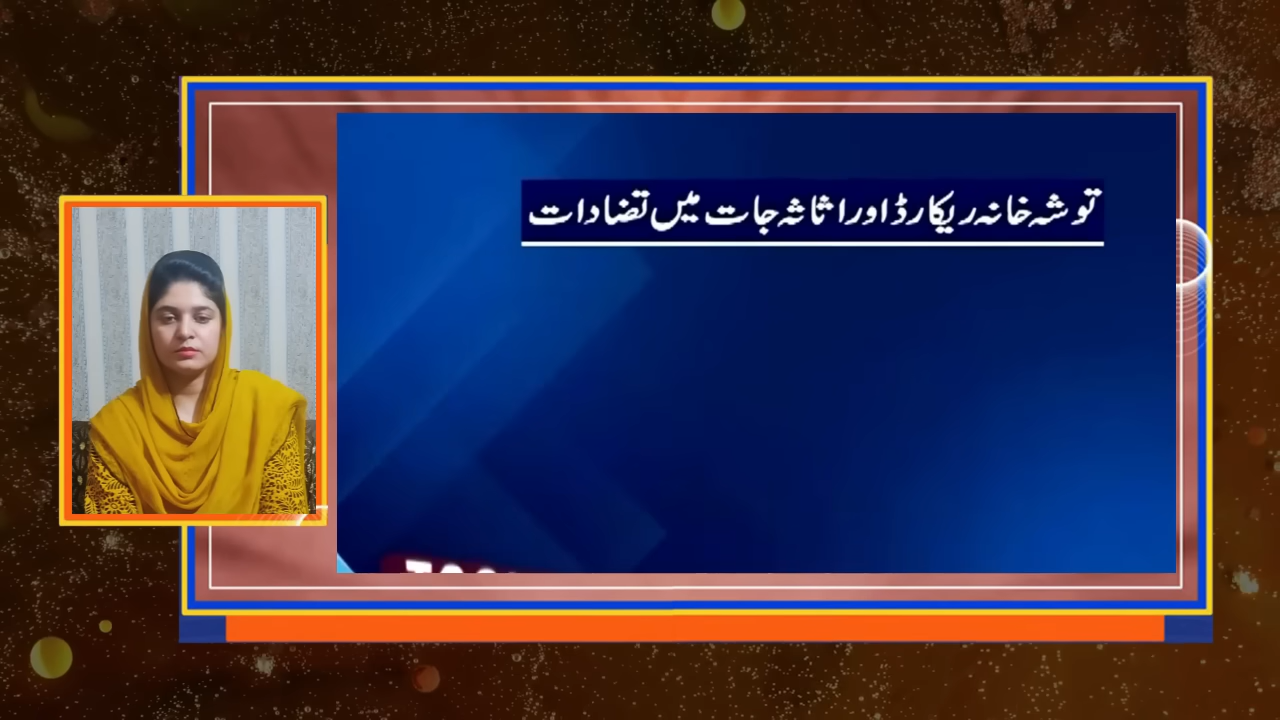 توشہ خانہ ریکارڈ اور اثاثہ جات میں تضادات